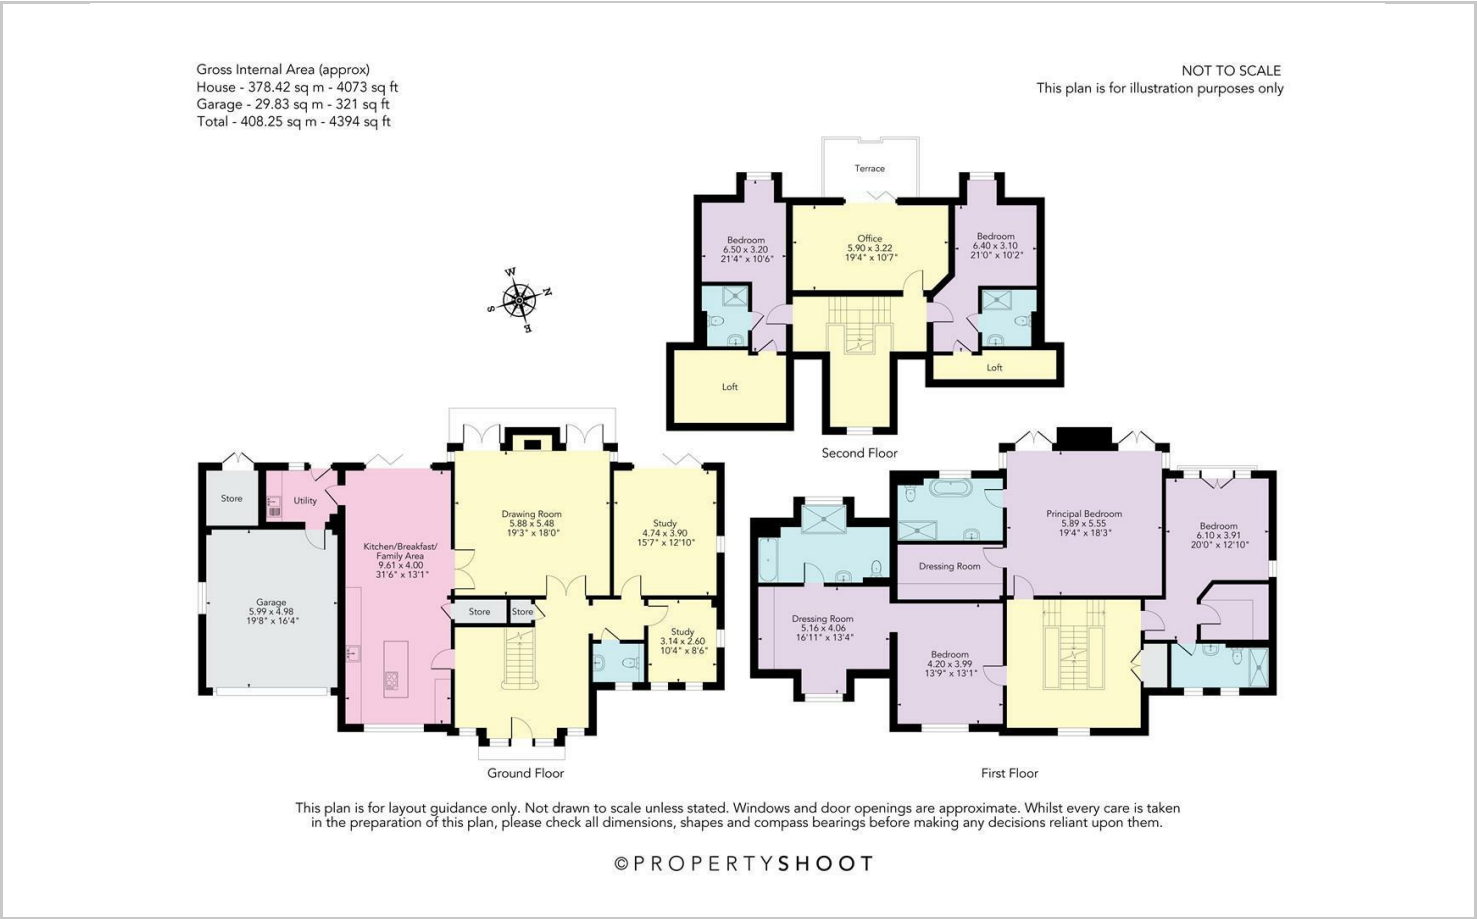 Gross Internal Area (approx)
House - 378.42 sq m - 4073 sq ft
Garage - 29.83 sq m - 321 sq ft
Total - 408.25 sq m - 4394 sq ft
NOT TO SCALE
This plan is for illustration purposes only
Terrace
Bedroom
6.50 x 3.20
21'4" x 10'6"
Office
5.90 x 3.22
19'4" x 10'7"
Bedroom
6.40 x 3.10
21'0" x 10'2"
Loft
Loft
Second Floor
W
N
S
E
Store
Utility
Kitchen/Breakfast/
Family Area
9.61 x 4.00
31'6" x 13'1"
Drawing Room
5.88 x 5.48
19'3" x 18'0"
Study
4.74 x 3.90
15'7" x 12'10"
Garage
5.99 x 4.98
19'8" x 16'4"
Store
Store
Study
3.14 x 2.60
10'4" x 8'6"
Ground Floor
Principal Bedroom
5.89 x 5.55
19'4" x 18'3"
Bedroom
6.10 x 3.91
20'0" x 12'10"
Dressing Room
Dressing Room
5.16 x 4.06
16'11" x 13'4"
Bedroom
4.20 x 3.99
13'9" x 13'1"
First Floor
This plan is for layout guidance only. Not drawn to scale unless stated. Windows and door openings are approximate. Whilst every care is taken
in the preparation of this plan, please check all dimensions, shapes and compass bearings before making any decisions reliant upon them.
©PROPERTYSHOOT